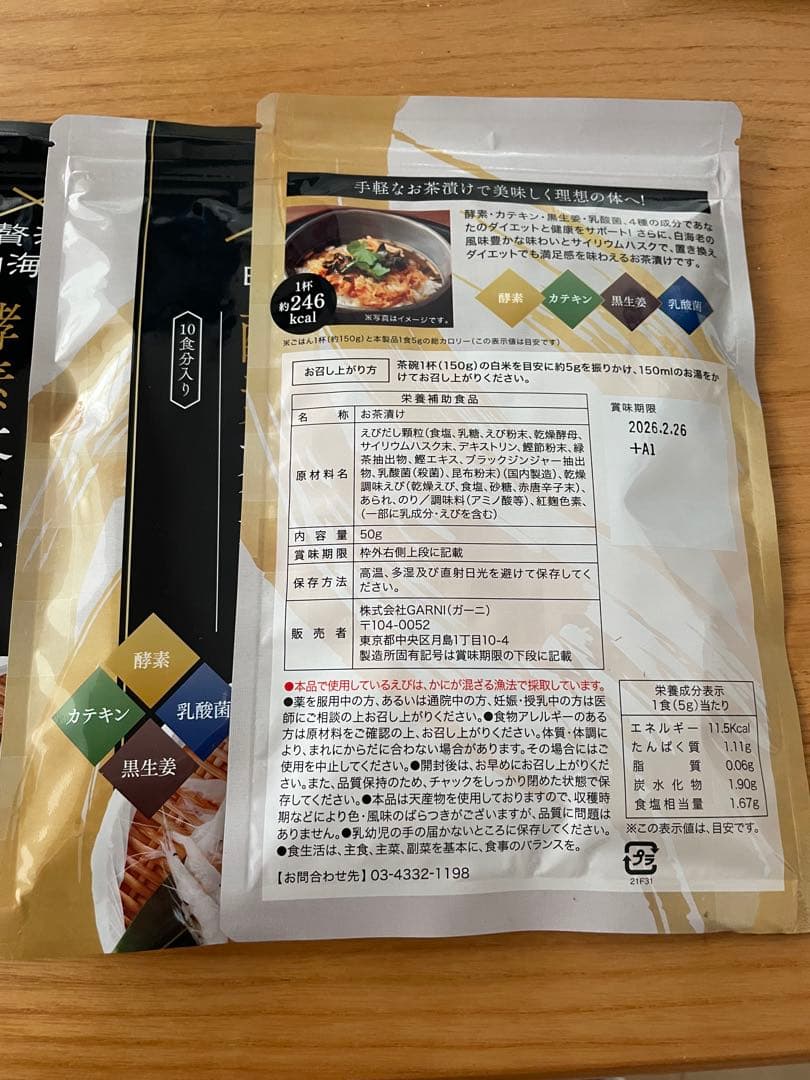 贅
海
酵
素
10食分入り
酵素
カテキン
乳酸菌
黒生姜
手軽なお茶漬けで美味しく理想の体へ!
酵素・カテキン・黒生姜・乳酸菌、4種の成分であな
たのダイエットと健康をサポート! さらに、白海老の
風味豊かな味わいとサイリウムハスクで、置き換え
ダイエットでも満足感を味わえるお茶漬けです。
1杯
約246
kcal
※写真はイメージです。
酵素
カテキン
黒生姜
乳酸菌
※ごはん1杯(約150g)と本製品1食5gの総カロリー(この表示値は目安です)
お召し上がり方
茶碗1杯(150g)の白米を目安に約5gを振りかけ、150mlのお湯をか
けてお召し上がりください。
栄養補助食品
名称 お茶漬け
原材料名 えびだし顆粒(食塩、乳糖、えび粉末、乾燥酵母、
サイリウムハスク末、デキストリン、鰹節粉末、緑
茶抽出物、鰹エキス、ブラックジンジャー抽出
物、乳酸菌(殺菌)、昆布粉末)(国内製造)、乾燥
調味えび(乾燥えび、食塩、砂糖、赤唐辛子末)、
あられ、のり/調味料(アミノ酸等)、紅麹色素、
(一部に乳成分・えびを含む)
内容量 50g
賞味期限 枠外右側上段に記載
保存方法 高温、多湿及び直射日光を避けて保存してく
ださい。
販売者 株式会社GARNI(ガーニ)
〒104-0052
東京都中央区月島1丁目10-4
製造所固有記号は賞味期限の下段に記載
賞味期限
2026.2.26
+A1
●本品で使用しているえびは、かにが混ざる漁法で採取しています。
●薬を服用中の方、あるいは通院中の方、妊娠・授乳中の方は医
師にご相談の上お召し上がりください。●食物アレルギーのある
方は原材料をご確認の上、お召し上がりください。体質・体調に
より、まれにからだに合わない場合があります。その場合はご
使用を中止してください。●開封後は、お早めにお召し上がりくださ
い。また、品質保持のため、チャックをしっかり閉めた状態で保
存してください。●本品は天産物を使用しておりますので、収穫時
期などにより色・風味のばらつきがございますが、品質に問題は
ありません。●乳幼児の手の届かないところに保存してください。
●食生活は、主食、主菜、副菜を基本に、食事のバランスを。
【お問合わせ先】03-4332-1198
栄養成分表示
1食(5g)当たり
エネルギー 11.5Kcal
たんぱく質 1.11g
脂質 0.06g
炭水化物 1.90g
食塩相当量 1.67g
※この表示値は、目安です。
プラ
21F31